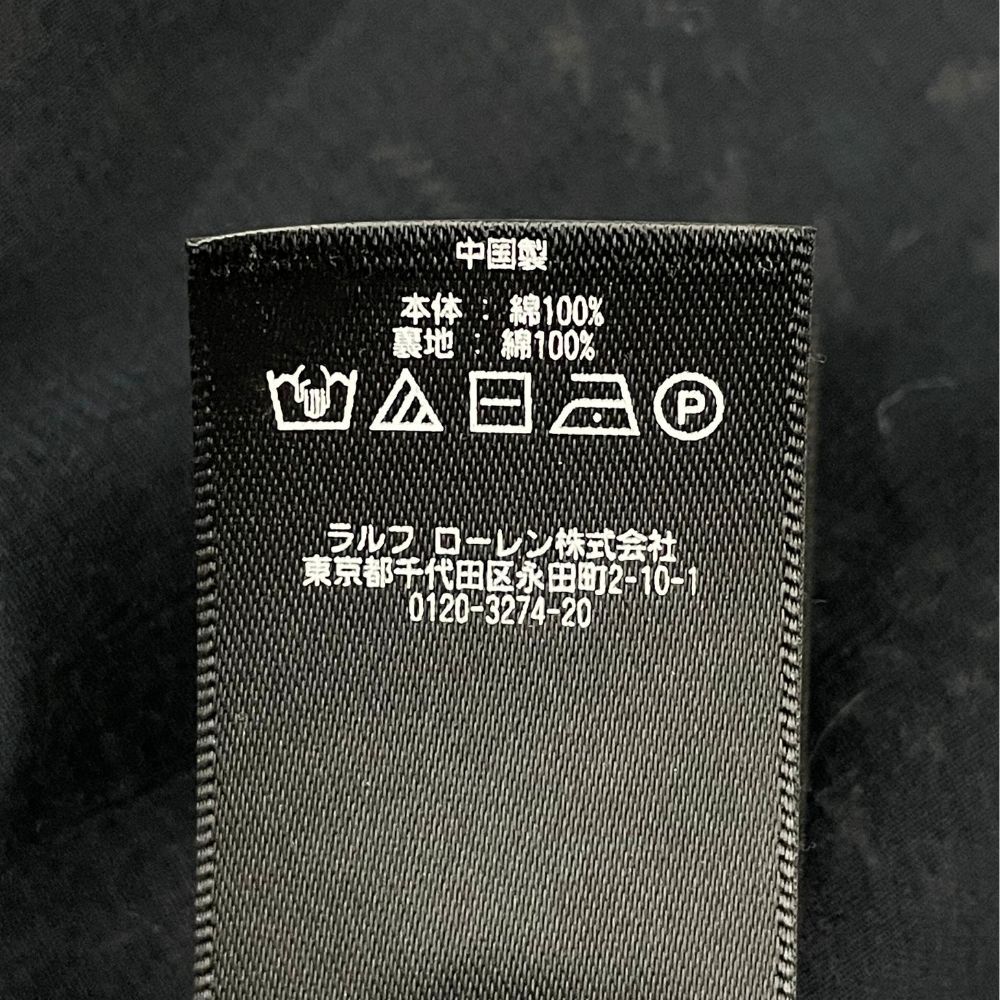 中国製
本体 : 綿100%
裏地 : 綿100%
P
ラルフ ローレン株式会社
東京都千代田区永田町2-10-1
0120-3274-20